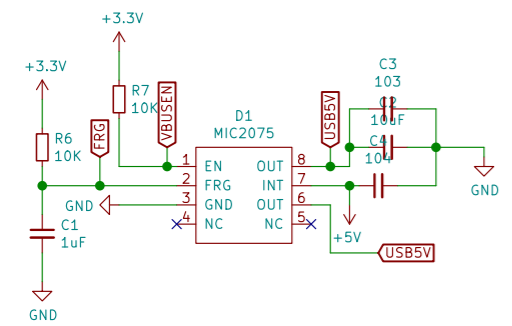 +3.3V
+3.3V
R7
10K
VBUSEN
FRG
R6
10K
C1
1uF
GND
GND
D1
MIC2075
1 EN OUT 8
2 FRG INT 7
3 GND OUT 6
4 NC NC 5
USB5V
C3
103
C2
10uF
C4
104
GND
+5V
USB5V